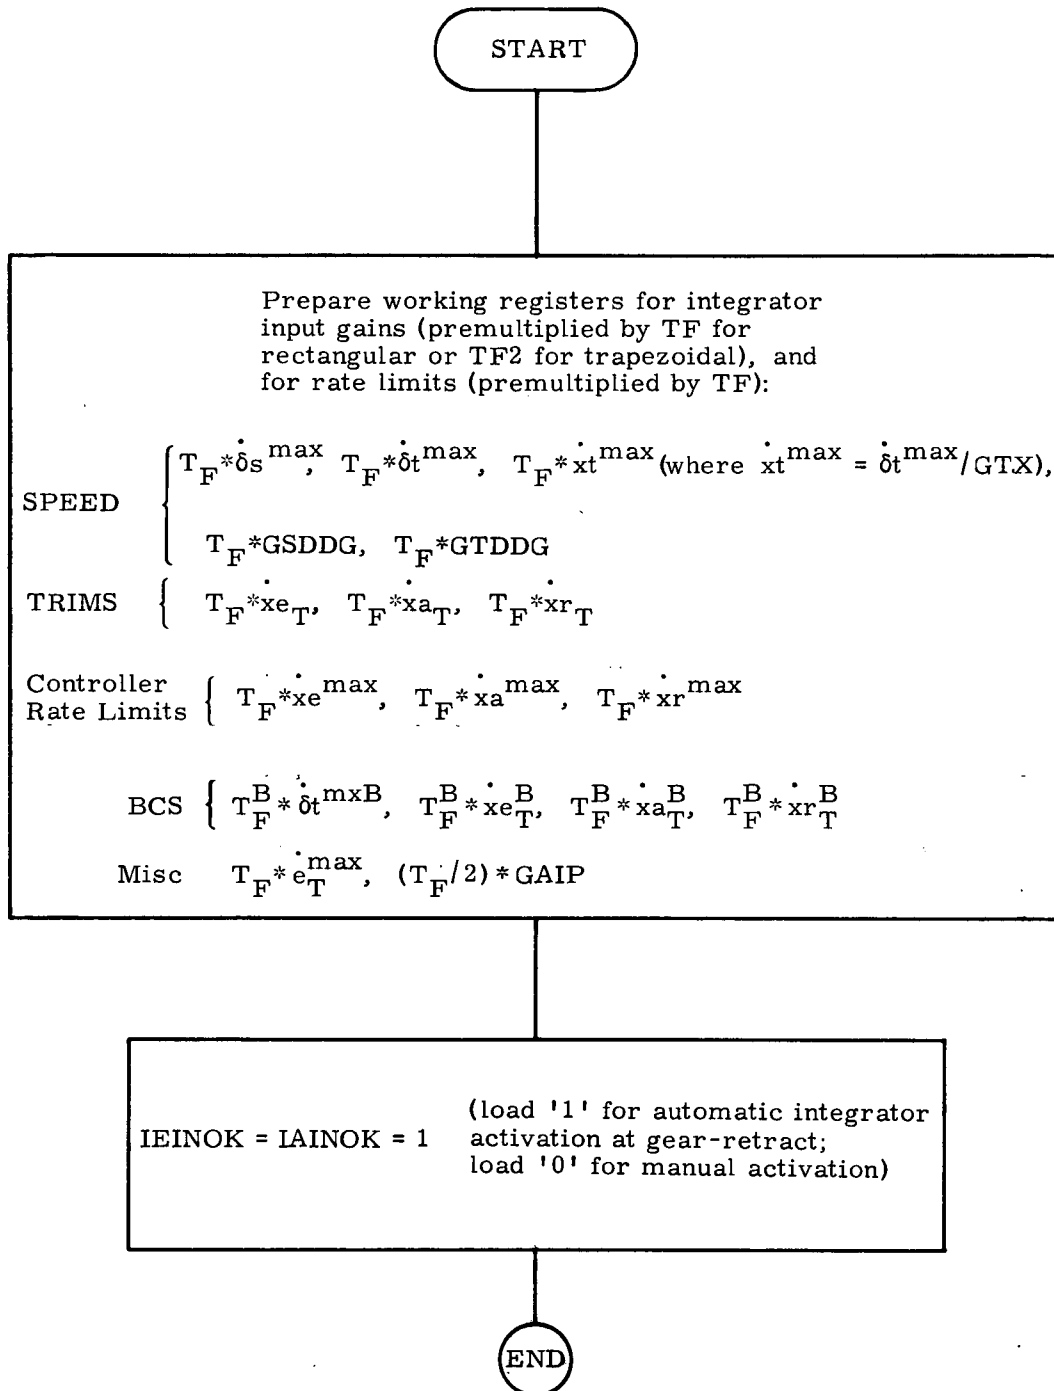 START
Prepare working registers for integrator
input gains (premultiplied by TF for
rectangular or TF2 for trapezoidal), and
for rate limits (premultiplied by TF):
SPEED { T_F*δ̇s^max, T_F*δ̇t^max, T_F*ẋt^max (where ẋt^max = δ̇t^max/GTX),
T_F*GSDDG, T_F*GTDDG
TRIMS { T_F*ẋe_T, T_F*ẋa_T, T_F*ẋr_T
Controller
Rate Limits { T_F*ẋe^max, T_F*ẋa^max, T_F*ẋr^max
BCS { T_F^B*δ̇t^mxB, T_F^B*ẋe_T^B, T_F^B*ẋa_T^B, T_F^B*ẋr_T^B
Misc T_F*ė_T^max, (T_F/2)*GAIP
IEINOK = IAINOK = 1
(load '1' for automatic integrator
activation at gear-retract;
load '0' for manual activation)
END